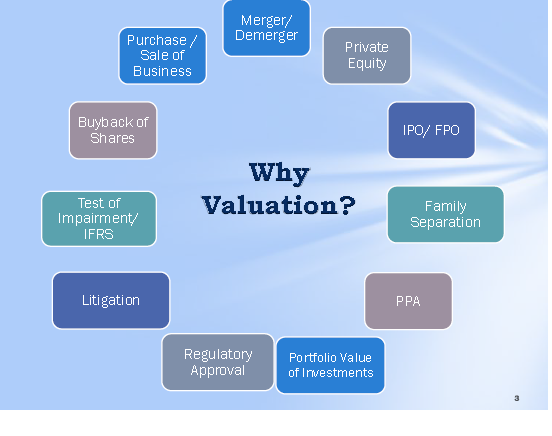 Why
Valuation?
Merger/
Demerger
Private
Equity
IPO/ FPO
Family
Separation
PPA
Portfolio Value
of Investments
Regulatory
Approval
Litigation
Test of
Impairment/
IFRS
Buyback of
Shares
Purchase /
Sale of
Business
3